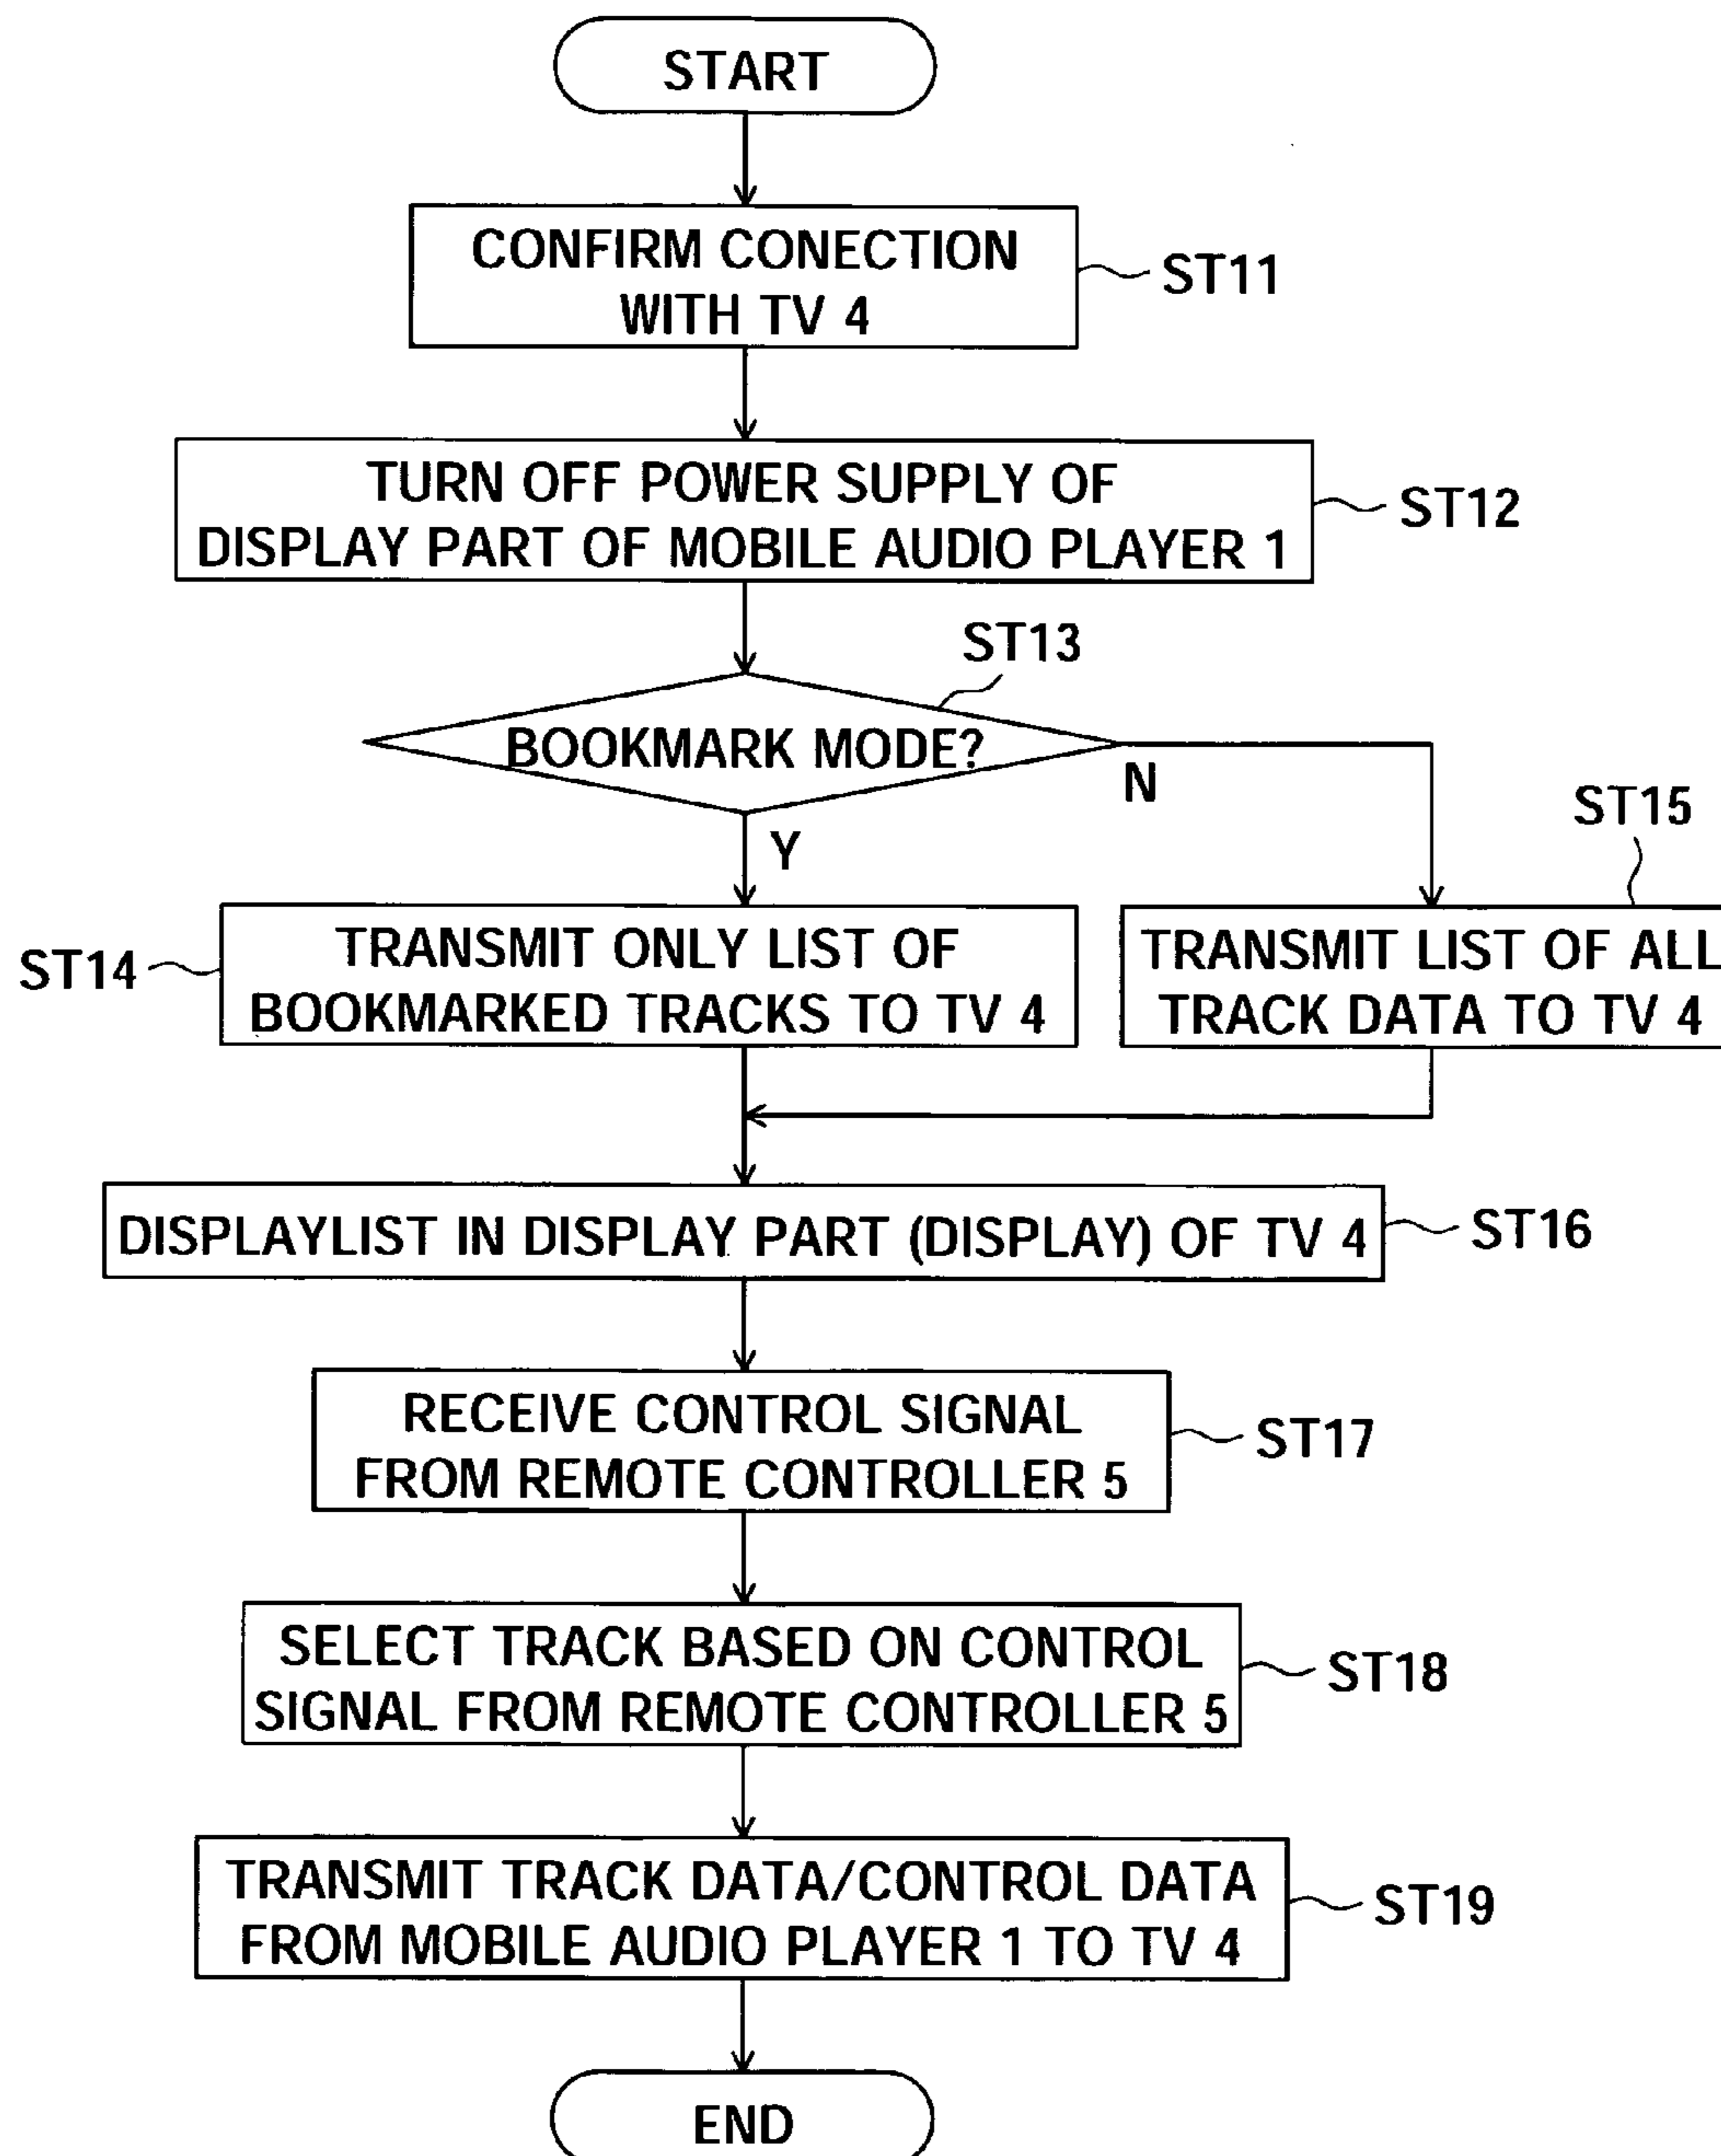 START
CONFIRM CONECTION
WITH TV 4
ST11
TURN OFF POWER SUPPLY OF
DISPLAY PART OF MOBILE AUDIO PLAYER 1
ST12
ST13
BOOKMARK MODE?
N
Y
ST15
ST14
TRANSMIT ONLY LIST OF
BOOKMARKED TRACKS TO TV 4
TRANSMIT LIST OF ALL
TRACK DATA TO TV 4
DISPLAYLIST IN DISPLAY PART (DISPLAY) OF TV 4
ST16
RECEIVE CONTROL SIGNAL
FROM REMOTE CONTROLLER 5
ST17
SELECT TRACK BASED ON CONTROL
SIGNAL FROM REMOTE CONTROLLER 5
ST18
TRANSMIT TRACK DATA/CONTROL DATA
FROM MOBILE AUDIO PLAYER 1 TO TV 4
ST19
END